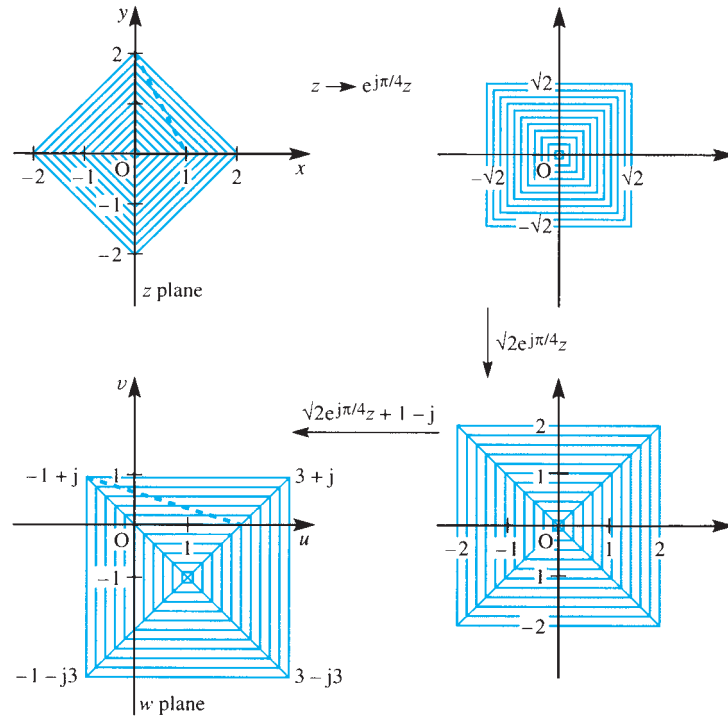 y
2
−2
−1
O
1
2
x
−1
−2
z plane
z → e^{jπ/4}z
√2
−√2
O
√2
−√2
√2e^{jπ/4}z
v
√2e^{jπ/4}z + 1 − j
−1 + j
1
3 + j
O
1
u
−1
−1 − j3
3 − j3
w plane
2
1
−2
−1
O
1
2
1
−2